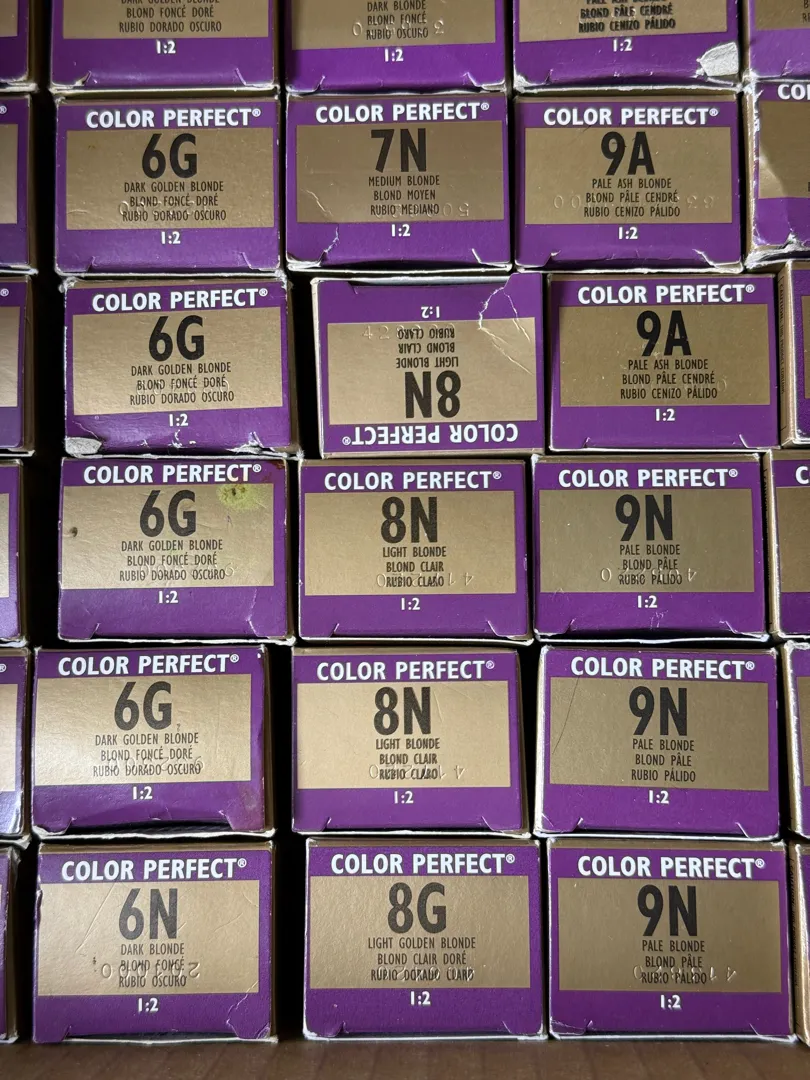 DARK GOLDEN BLONDE
BLOND FONCÉ DORÉ
RUBIO DORADO OSCURO
1:2
DARK BLONDE
BLOND FONCÉ
RUBIO OSCURO
1:2
PALE ASH BLONDE
BLOND PÂLE CENDRÉ
RUBIO CENIZO PÁLIDO
1:2
COLOR PERFECT®
6G
DARK GOLDEN BLONDE
BLOND FONCÉ DORÉ
RUBIO DORADO OSCURO
1:2
COLOR PERFECT®
7N
MEDIUM BLONDE
BLOND MOYEN
RUBIO MEDIANO
1:2
COLOR PERFECT®
9A
PALE ASH BLONDE
BLOND PÂLE CENDRÉ
RUBIO CENIZO PÁLIDO
1:2
COLOR PERFECT®
6G
DARK GOLDEN BLONDE
BLOND FONCÉ DORÉ
RUBIO DORADO OSCURO
1:2
COLOR PERFECT®
8N
LIGHT BLONDE
BLOND CLAIR
RUBIO CLARO
1:2
COLOR PERFECT®
9A
PALE ASH BLONDE
BLOND PÂLE CENDRÉ
RUBIO CENIZO PÁLIDO
1:2
COLOR PERFECT®
6G
DARK GOLDEN BLONDE
BLOND FONCÉ DORÉ
RUBIO DORADO OSCURO
1:2
COLOR PERFECT®
8N
LIGHT BLONDE
BLOND CLAIR
RUBIO CLARO
1:2
COLOR PERFECT®
9N
PALE BLONDE
BLOND PÂLE
RUBIO PÁLIDO
1:2
COLOR PERFECT®
6G
DARK GOLDEN BLONDE
BLOND FONCÉ DORÉ
RUBIO DORADO OSCURO
1:2
COLOR PERFECT®
8N
LIGHT BLONDE
BLOND CLAIR
RUBIO CLARO
1:2
COLOR PERFECT®
9N
PALE BLONDE
BLOND PÂLE
RUBIO PÁLIDO
1:2
COLOR PERFECT®
6N
DARK BLONDE
BLOND FONCÉ
RUBIO OSCURO
1:2
COLOR PERFECT®
8G
LIGHT GOLDEN BLONDE
BLOND CLAIR DORÉ
RUBIO DORADO CLARO
1:2
COLOR PERFECT®
9N
PALE BLONDE
BLOND PÂLE
RUBIO PÁLIDO
1:2